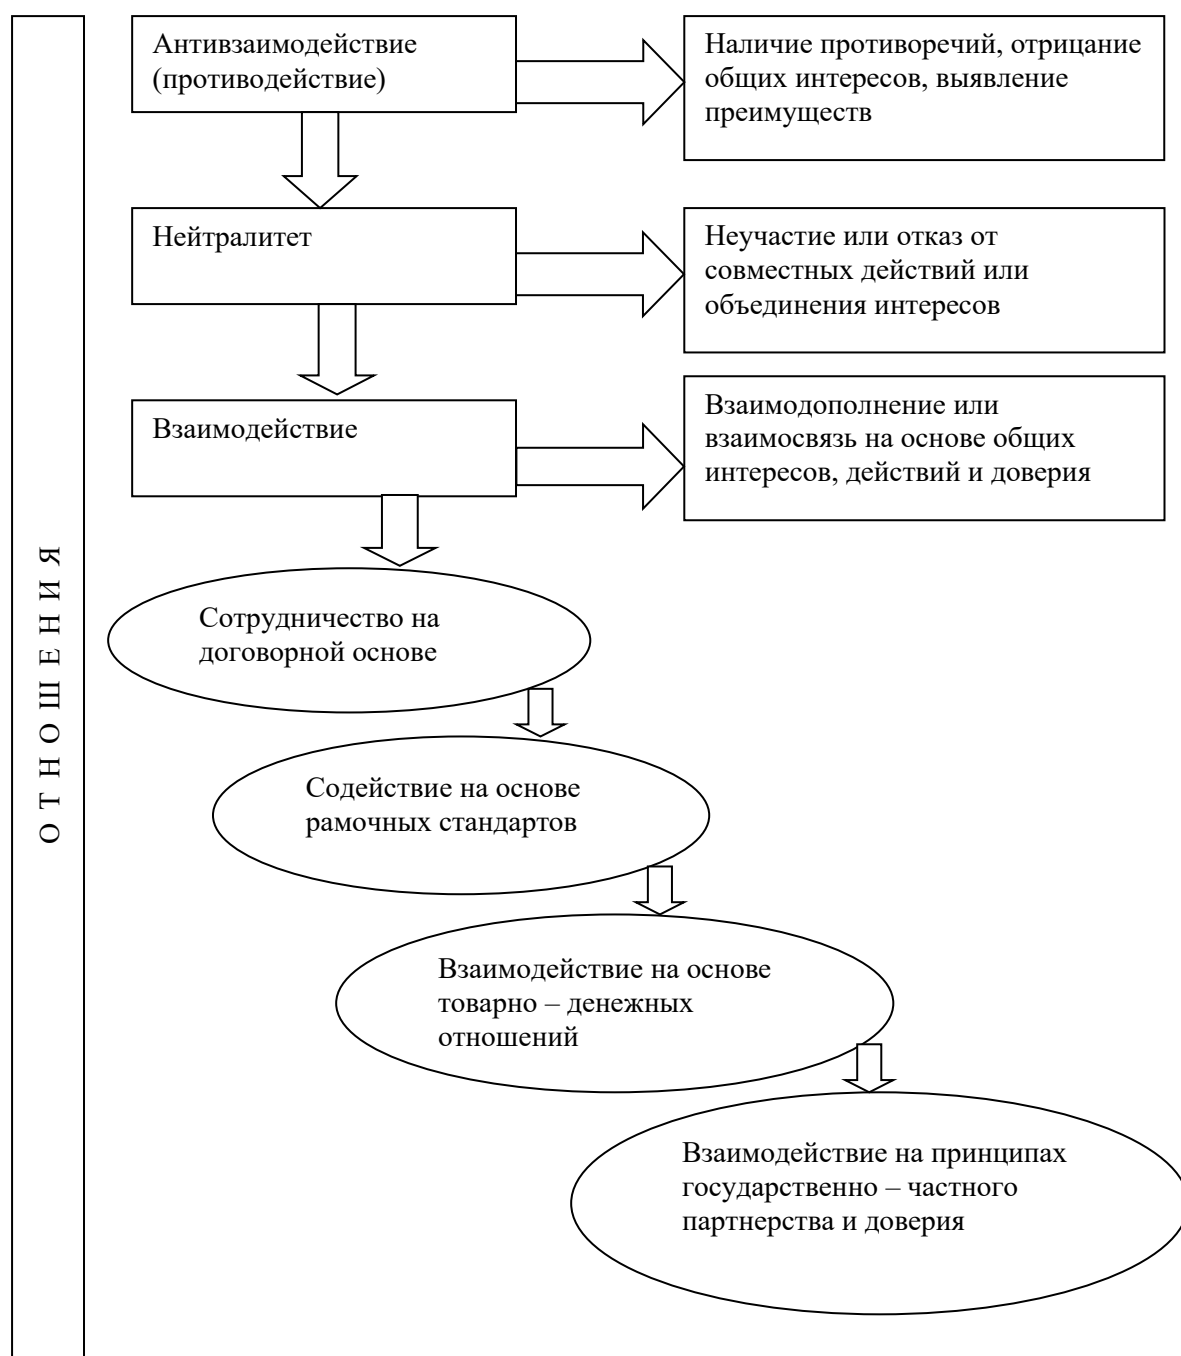 Антивзаимодействие
(противодействие)
Наличие противоречий, отрицание
общих интересов, выявление
преимуществ
Нейтралитет
Неучастие или отказ от
совместных действий или
объединения интересов
Взаимодействие
Взаимодополнение или
взаимосвязь на основе общих
интересов, действий и доверия
О Т Н О Ш Е Н И Я
Сотрудничество на
договорной основе
Содействие на основе
рамочных стандартов
Взаимодействие на основе
товарно – денежных
отношений
Взаимодействие на принципах
государственно – частного
партнерства и доверия